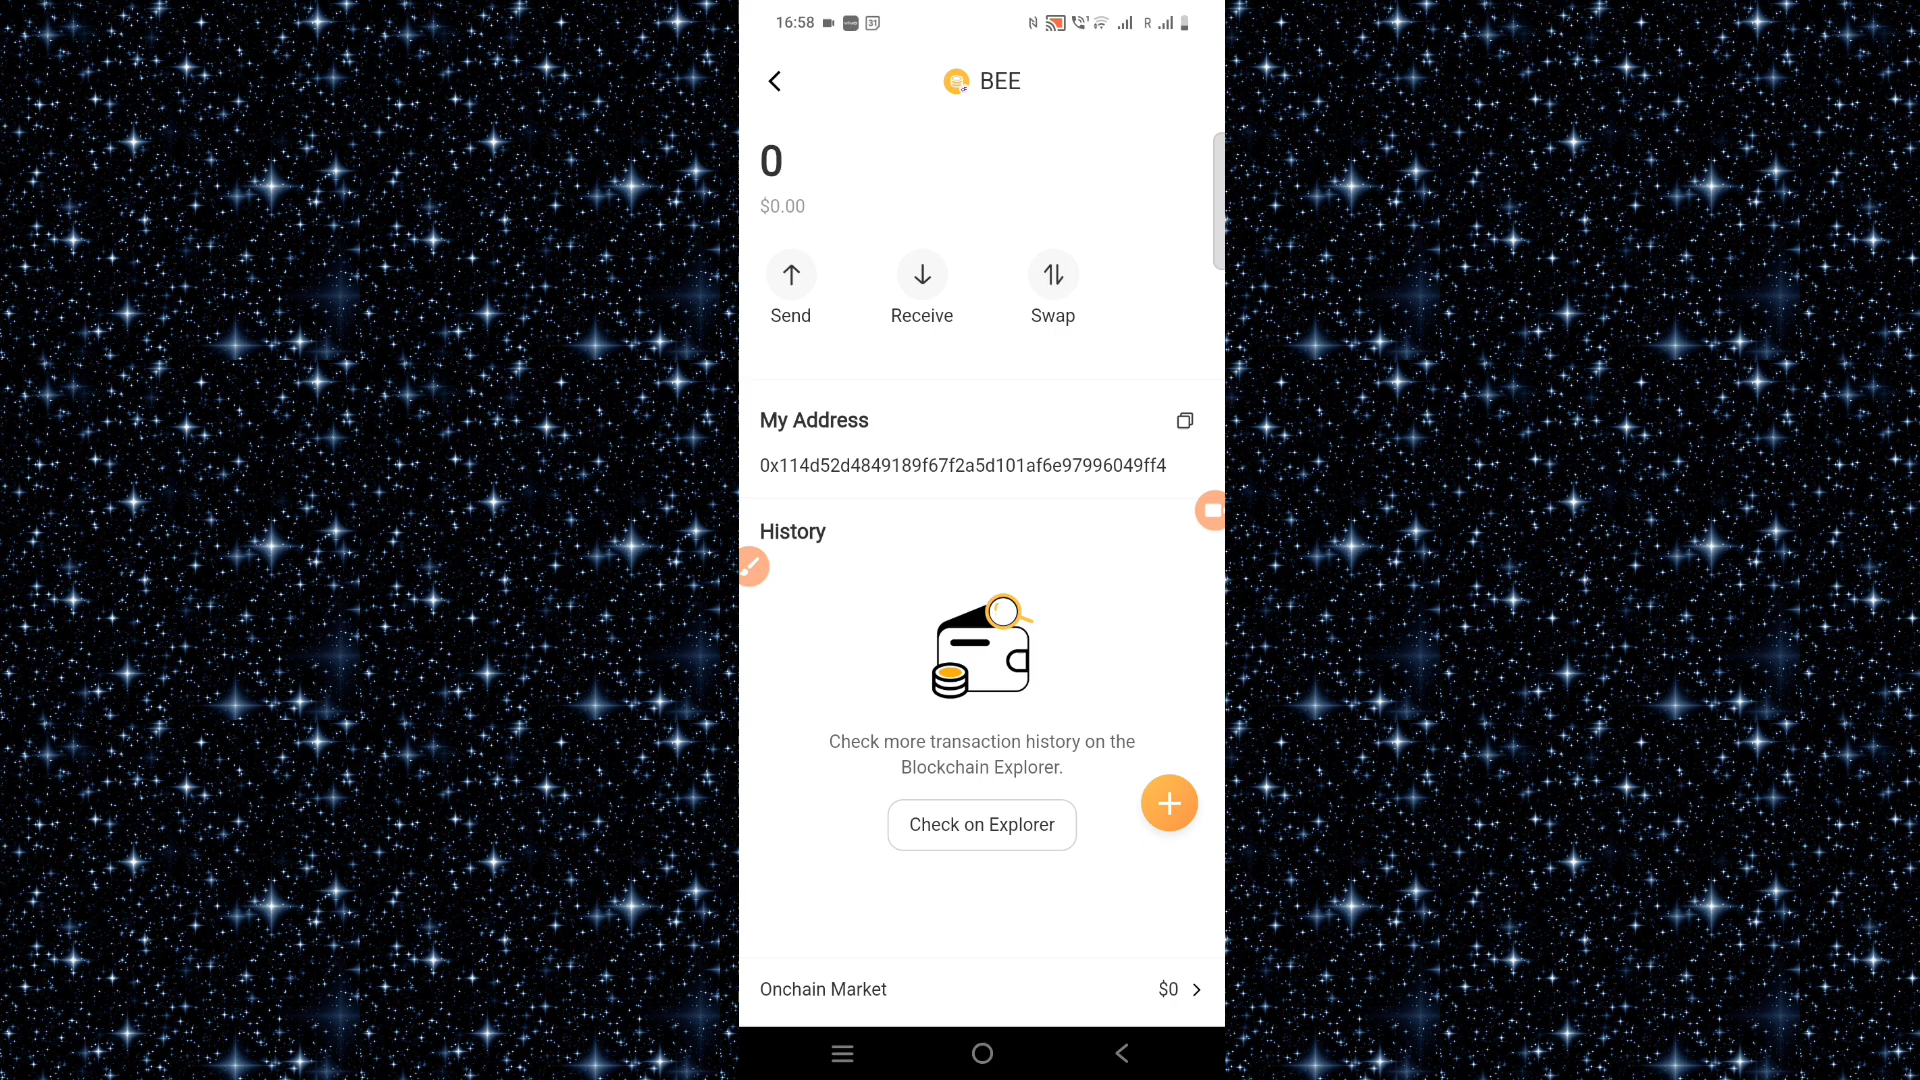 16:58
31
R
BEE
0
$0.00
Send
Receive
Swap
My Address
0x114d52d4849189f67f2a5d101af6e97996049ff4
History
Check more transaction history on the
Blockchain Explorer.
Check on Explorer
Onchain Market
$0